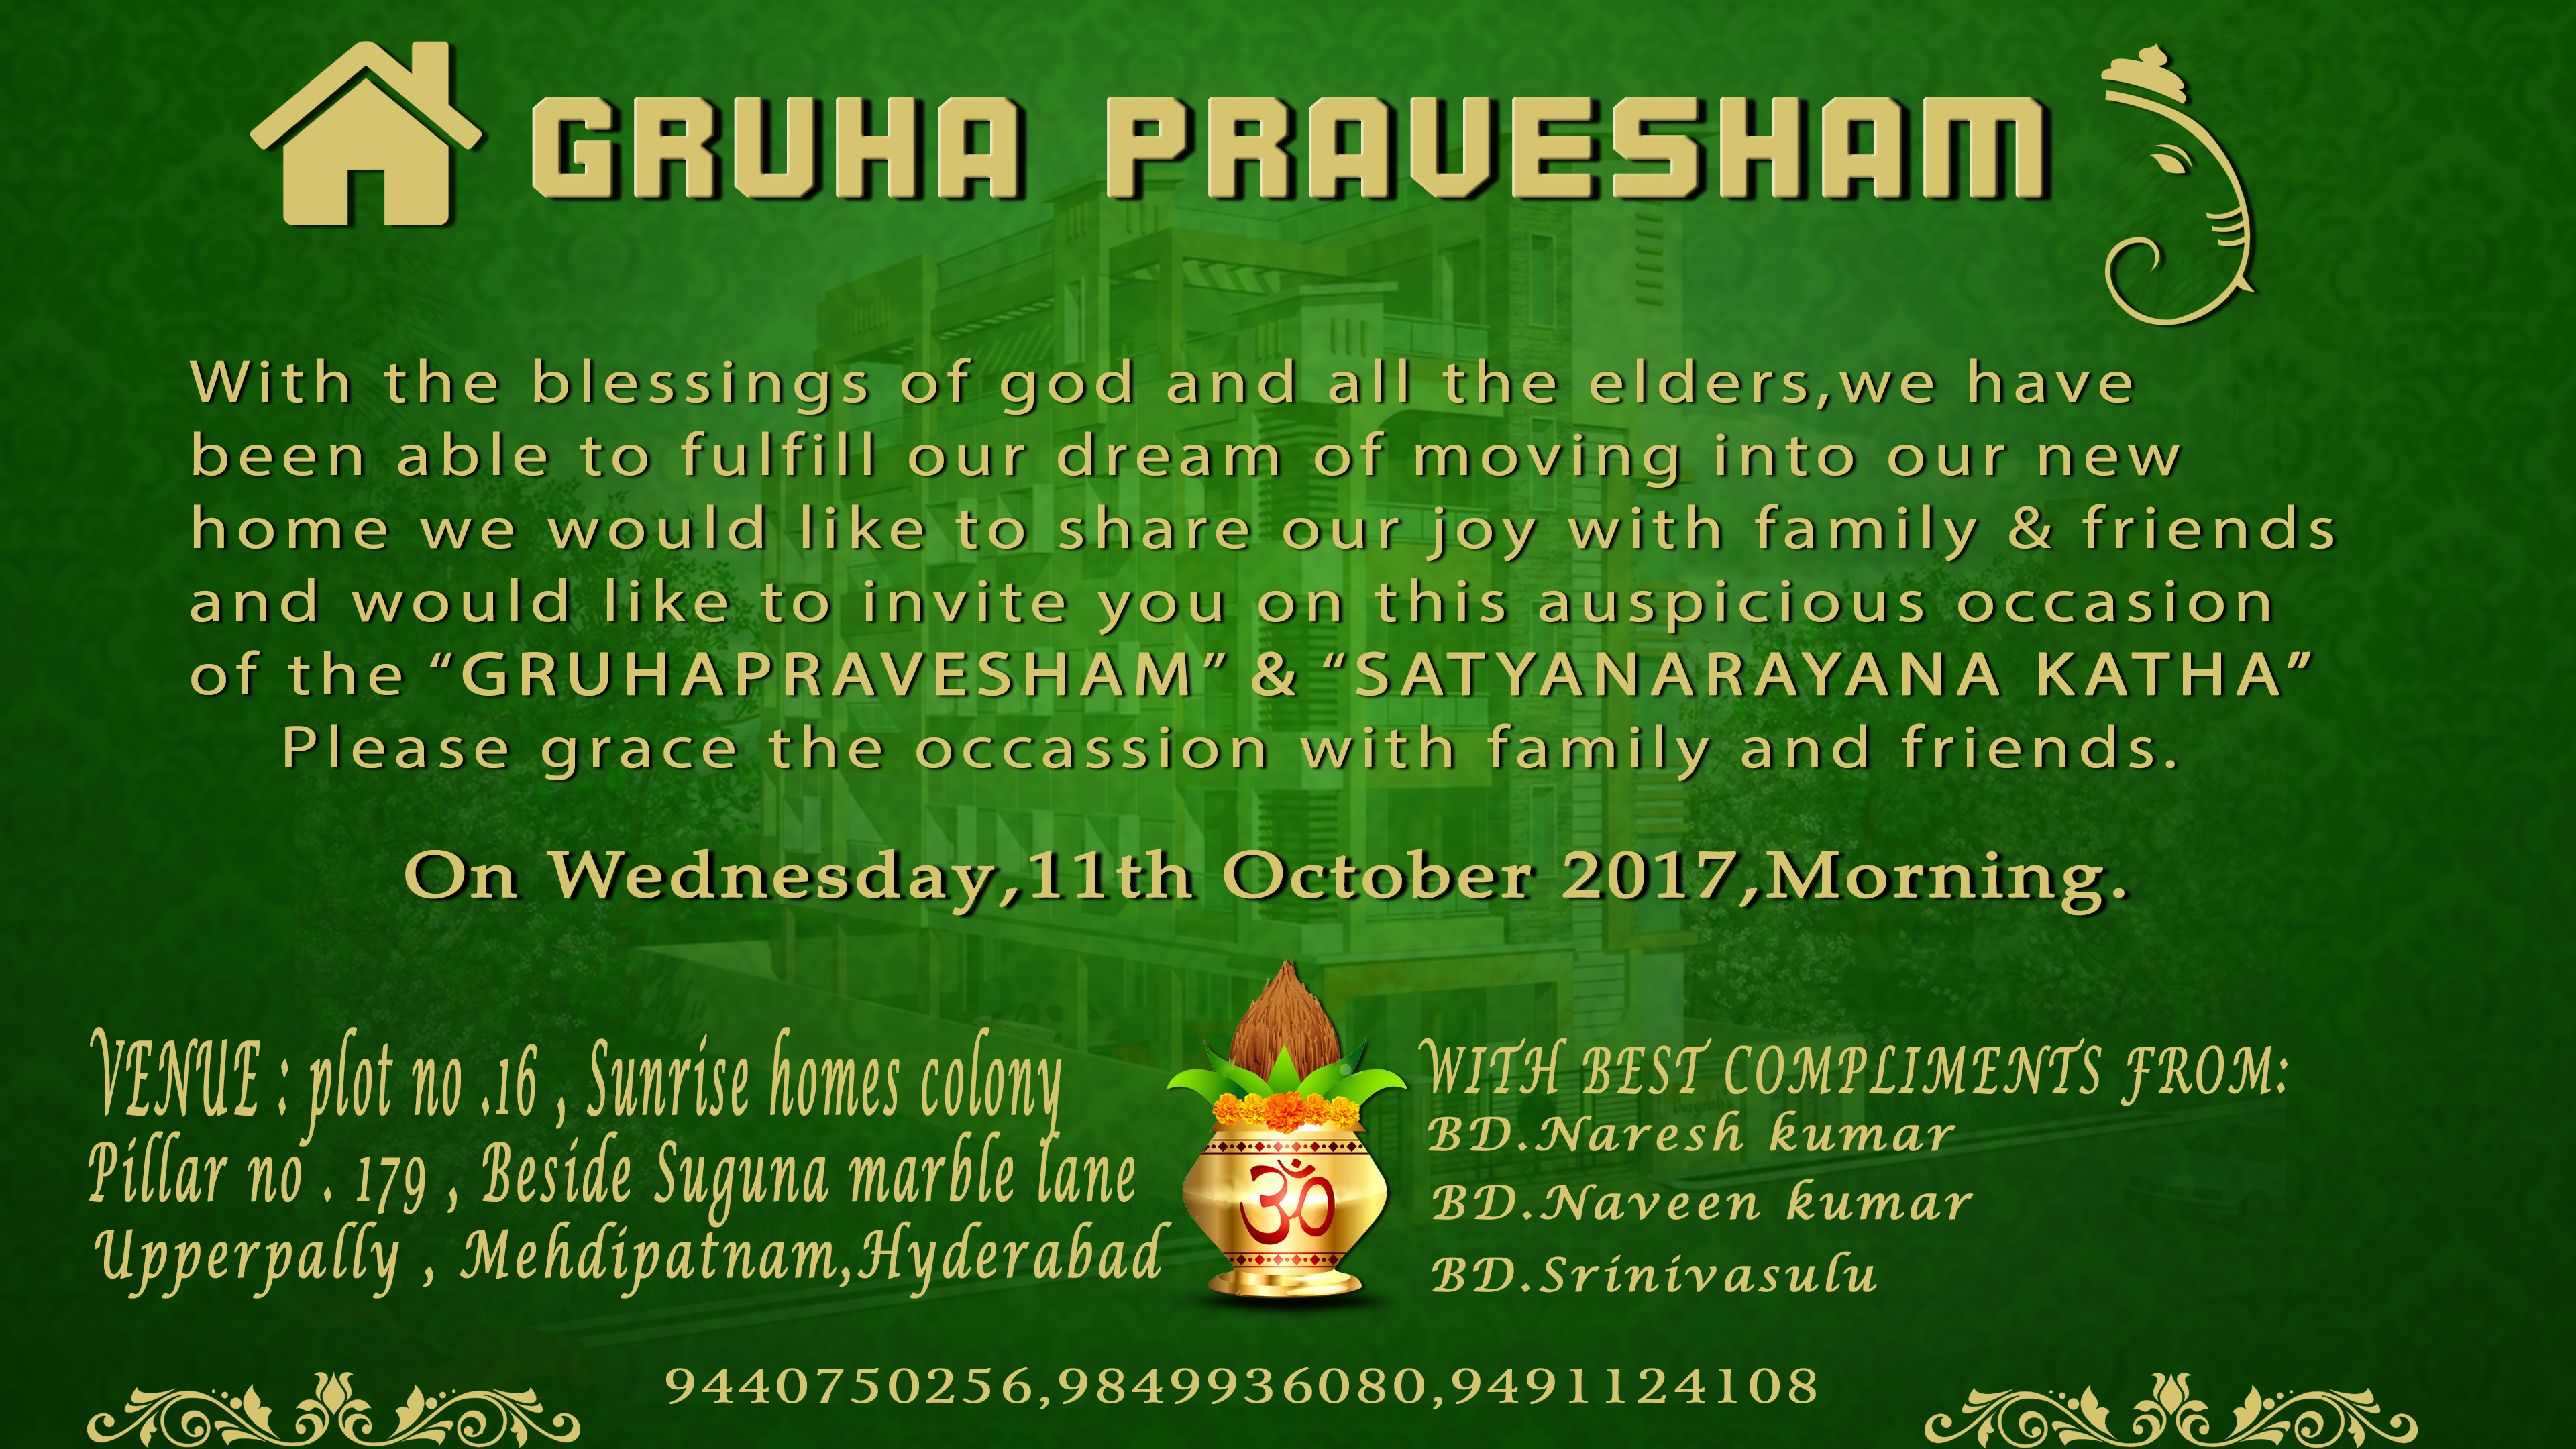 GRUHA PRAVESHAM
With the blessings of god and all the elders,we have
been able to fulfill our dream of moving into our new
home we would like to share our joy with family & friends
and would like to invite you on this auspicious occasion
of the “GRUHAPRAVESHAM” & “SATYANARAYANA KATHA”
Please grace the occassion with family and friends.
On Wednesday,11th October 2017,Morning.
VENUE : plot no .16 , Sunrise homes colony
Pillar no . 179 , Beside Suguna marble lane
Upperpally , Mehdipatnam,Hyderabad
ॐ
WITH BEST COMPLIMENTS FROM:
BD.Naresh kumar
BD.Naveen kumar
BD.Srinivasulu
9440750256,9849936080,9491124108